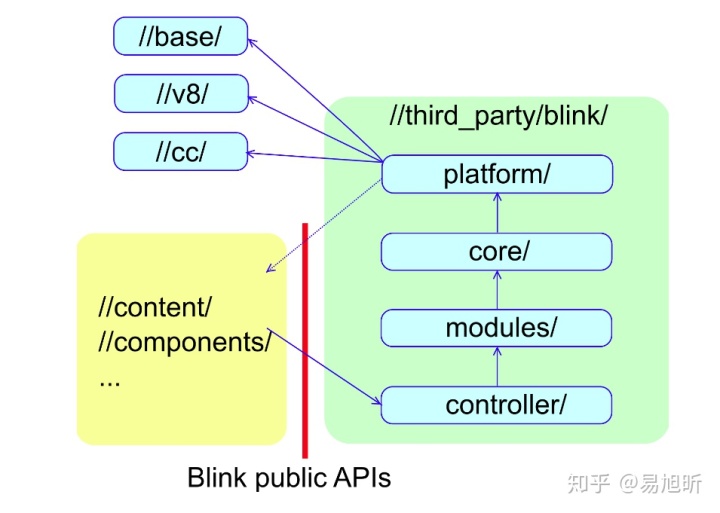 //base/
//v8/
//cc/
//third_party/blink/
platform/
core/
modules/
controller/
//content/
//components/
...
Blink public APIs
知乎 @易旭昕